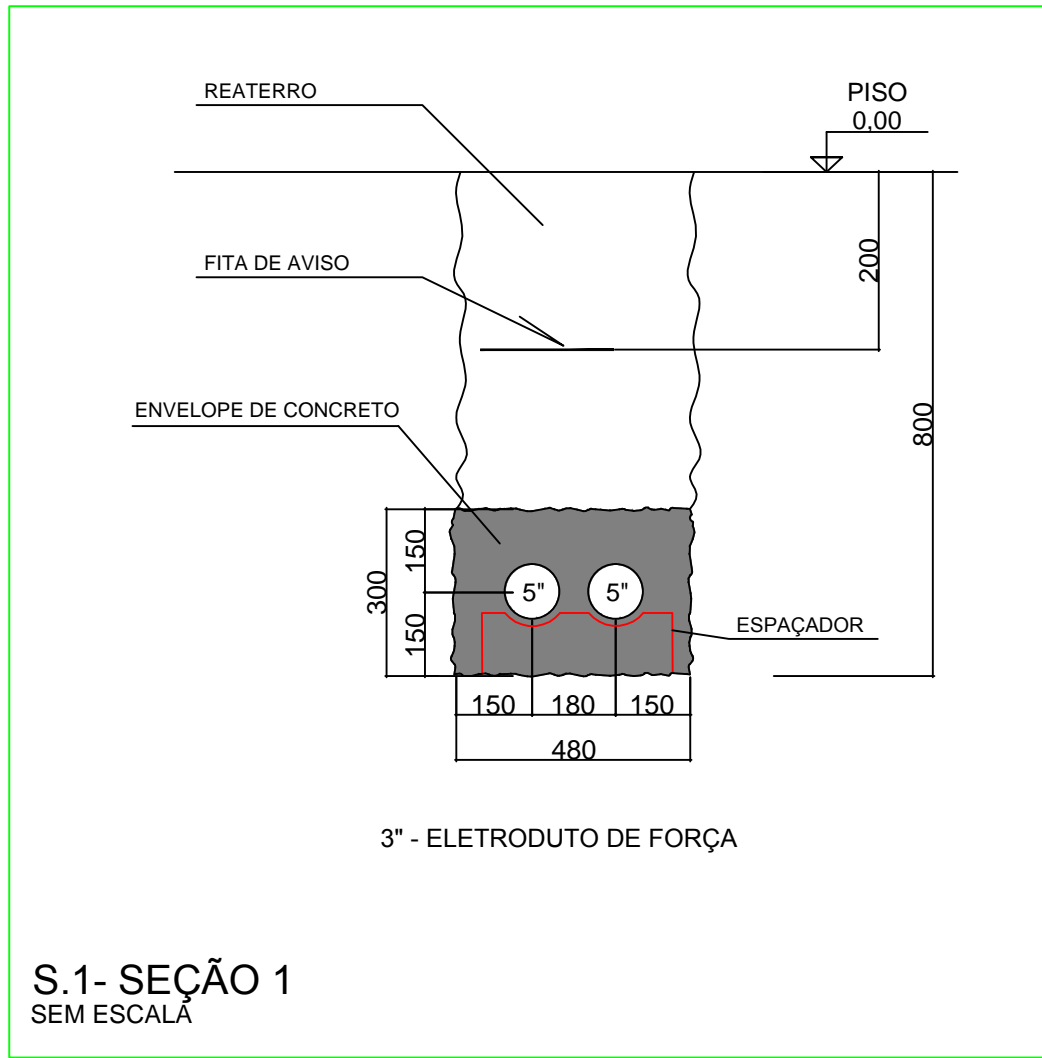 REATERRO
PISO
0,00
FITA DE AVISO
200
ENVELOPE DE CONCRETO
800
300
150
150
5"
5"
ESPAÇADOR
150
180
150
480
3" - ELETRODUTO DE FORÇA
S.1- SEÇÃO 1
SEM ESCALA